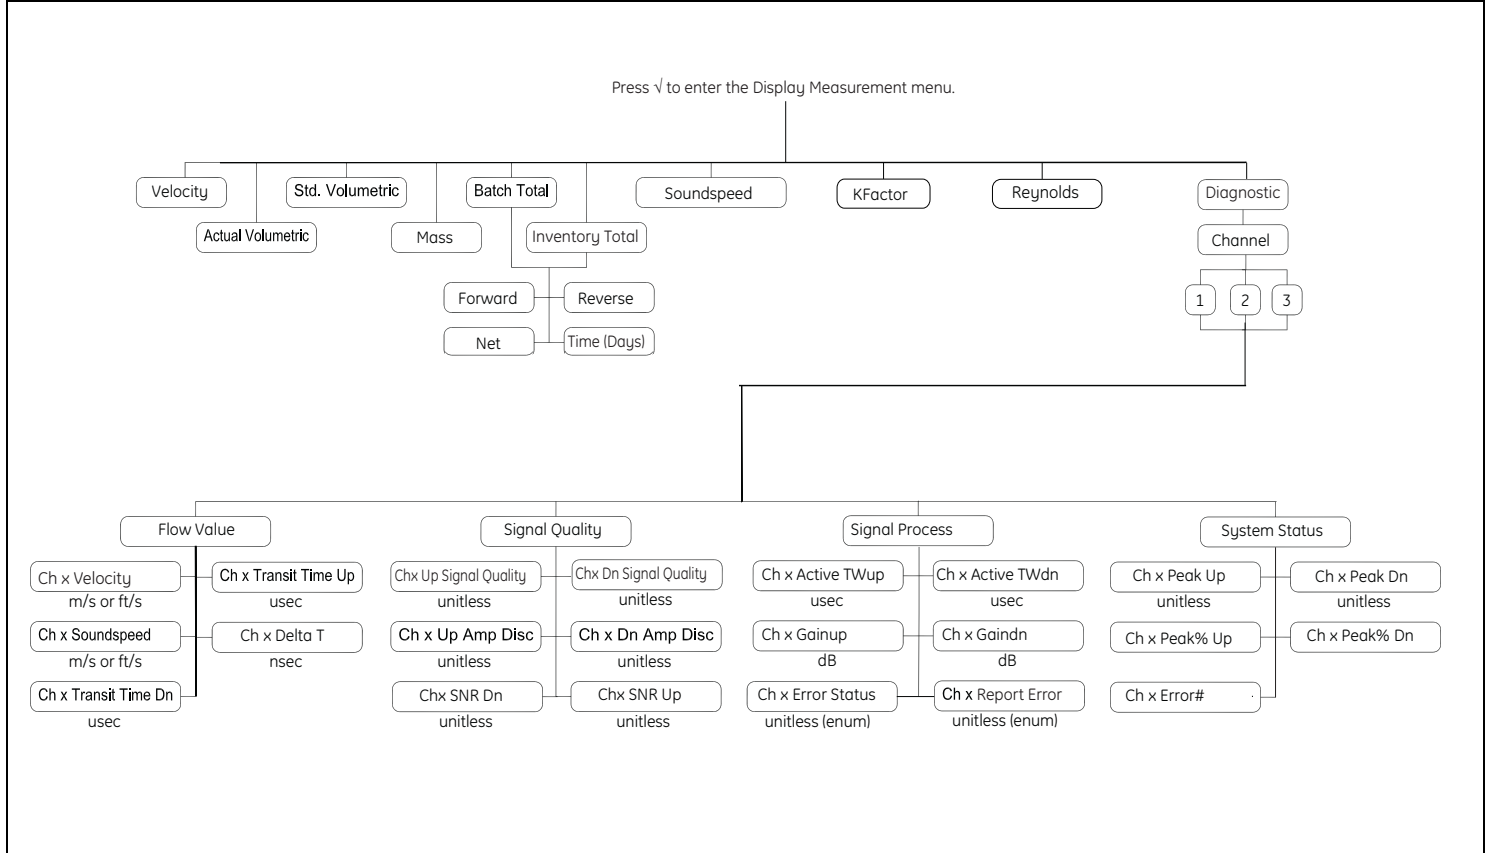 Press √ to enter the Display Measurement menu.
Velocity
Std. Volumetric
Batch Total
Soundspeed
KFactor
Reynolds
Diagnostic
Actual Volumetric
Mass
Inventory Total
Channel
Forward
Reverse
1
2
3
Net
Time (Days)
Flow Value
Signal Quality
Signal Process
System Status
Ch x Velocity
m/s or ft/s
Ch x Transit Time Up
usec
Chx Up Signal Quality
unitless
Chx Dn Signal Quality
unitless
Ch x Active TWup
usec
Ch x Active TWdn
usec
Ch x Peak Up
unitless
Ch x Peak Dn
unitless
Ch x Soundspeed
m/s or ft/s
Ch x Delta T
nsec
Ch x Up Amp Disc
unitless
Ch x Dn Amp Disc
unitless
Ch x Gainup
dB
Ch x Gaindn
dB
Ch x Peak% Up
Ch x Peak% Dn
Ch x Transit Time Dn
usec
Chx SNR Dn
unitless
Chx SNR Up
unitless
Ch x Error Status
unitless (enum)
Ch x Report Error
unitless (enum)
Ch x Error#